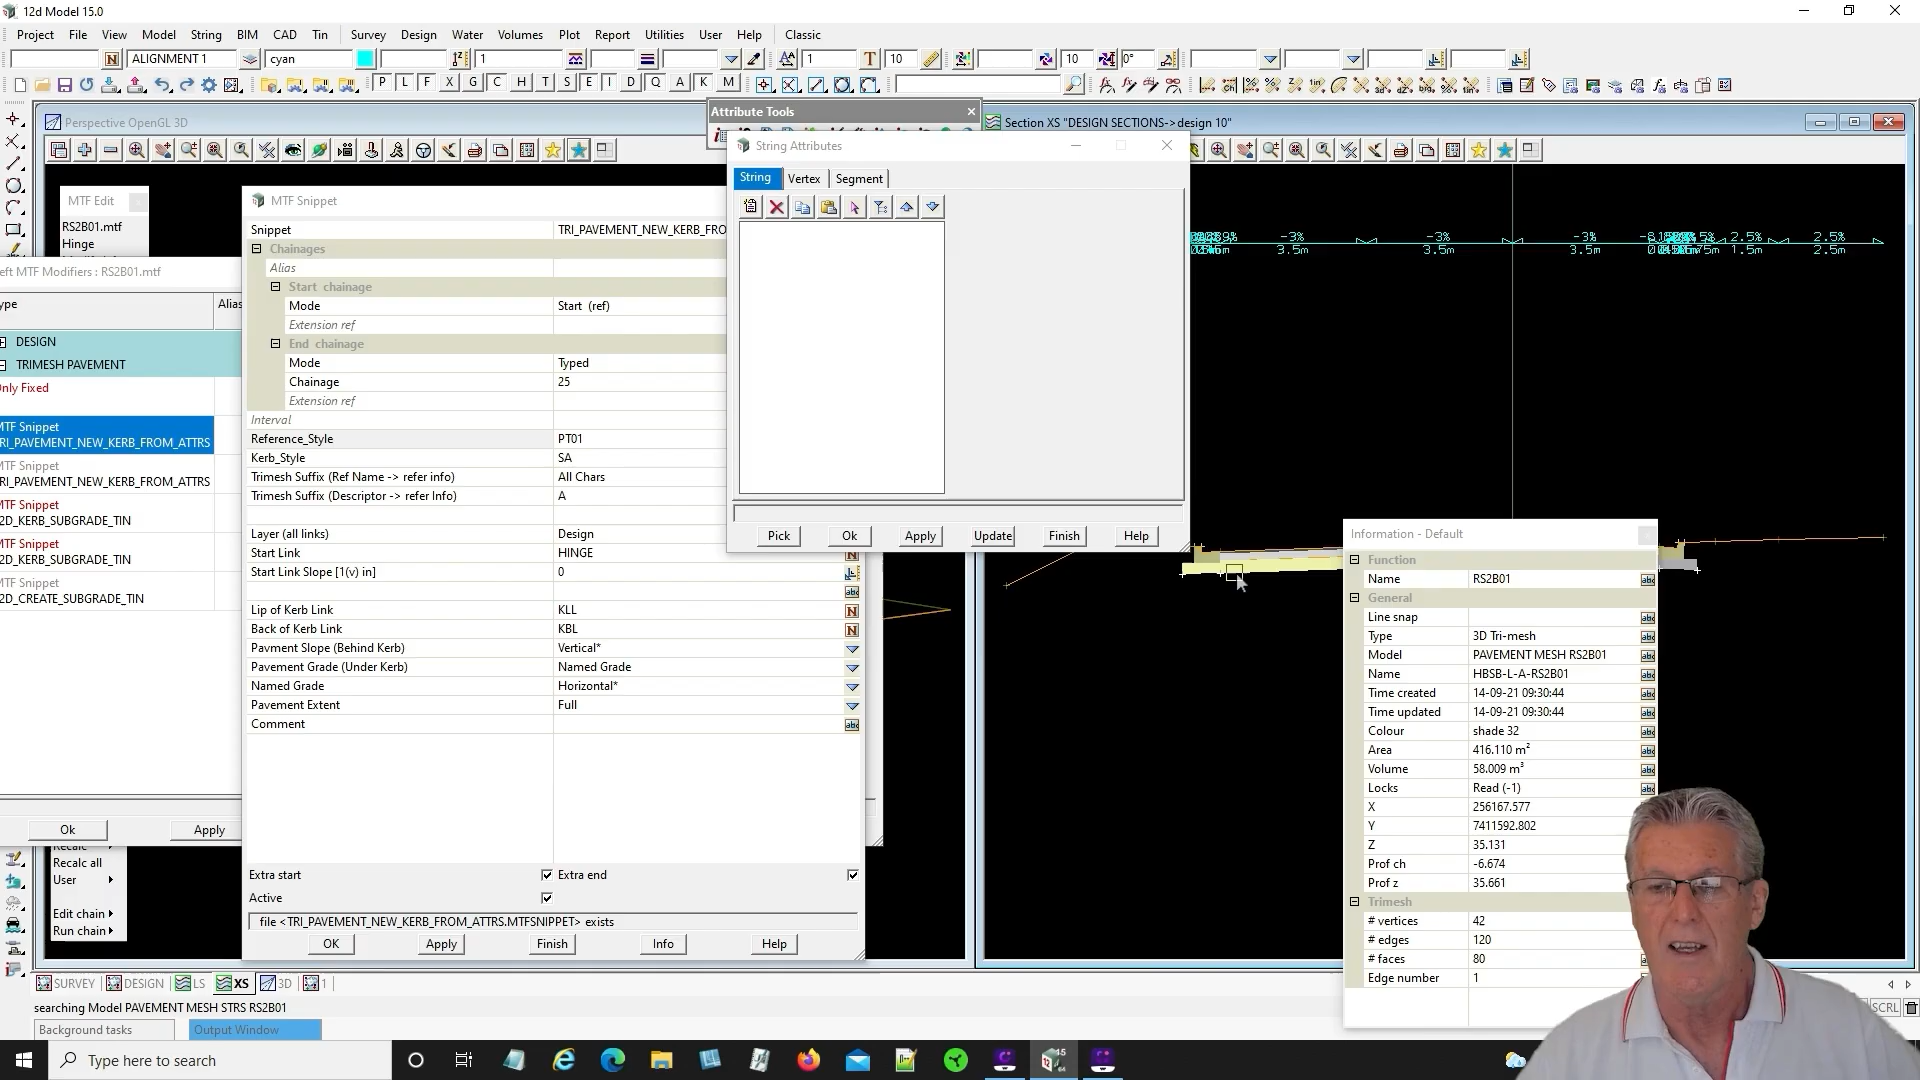 12d Model 15.0
Project File View Model String BIM CAD Tin Survey Design Water Volumes Plot Report Utilities User Help Classic
N ALIGNMENT 1 cyan 1 1 T 10 10 0°
P L F X G C H T S E I D Q A K M
Perspective OpenGL 3D
Attribute Tools
Section XS "DESIGN SECTIONS->design 10"
String Attributes
String Vertex Segment
Pick Ok Apply Update Finish Help
MTF Edit
RS2B01.mtf
Hinge
eft MTF Modifiers : RS2B01.mtf
ype Alias
DESIGN
TRIMESH PAVEMENT
nly Fixed
MTF Snippet
RI_PAVEMENT_NEW_KERB_FROM_ATTRS
MTF Snippet
RI_PAVEMENT_NEW_KERB_FROM_ATTRS
MTF Snippet
2D_KERB_SUBGRADE_TIN
MTF Snippet
2D_KERB_SUBGRADE_TIN
MTF Snippet
2D_CREATE_SUBGRADE_TIN
Ok Apply
Recalc
Recalc all
User
Edit chain
Run chain
MTF Snippet
Snippet TRI_PAVEMENT_NEW_KERB_FRO
Chainages
Alias
Start chainage
Mode Start (ref)
Extension ref
End chainage
Mode Typed
Chainage 25
Extension ref
Interval
Reference_Style PT01
Kerb_Style SA
Trimesh Suffix (Ref Name -> refer info) All Chars
Trimesh Suffix (Descriptor -> refer Info) A
Layer (all links) Design
Start Link HINGE
Start Link Slope [1(v) in] 0
Lip of Kerb Link KLL
Back of Kerb Link KBL
Pavment Slope (Behind Kerb) Vertical*
Pavement Grade (Under Kerb) Named Grade
Named Grade Horizontal*
Pavement Extent Full
Comment
Extra start Extra end
Active
file <TRI_PAVEMENT_NEW_KERB_FROM_ATTRS.MTFSNIPPET> exists
OK Apply Finish Info Help
-3% -3% -3% 2.5% 2.5%
3.5m 3.5m 3.5m 1.5m 2.5m
Information - Default
Function
Name RS2B01
General
Line snap
Type 3D Tri-mesh
Model PAVEMENT MESH RS2B01
Name HBSB-L-A-RS2B01
Time created 14-09-21 09:30:44
Time updated 14-09-21 09:30:44
Colour shade 32
Area 416.110 m²
Volume 58.009 m³
Locks Read (-1)
X 256167.577
Y 7411592.802
Z 35.131
Prof ch -6.674
Prof z 35.661
Trimesh
# vertices 42
# edges 120
# faces 80
Edge number 1
SURVEY DESIGN LS XS 3D 1
searching Model PAVEMENT MESH STRS RS2B01
SCRL
Background tasks Output Window
Type here to search